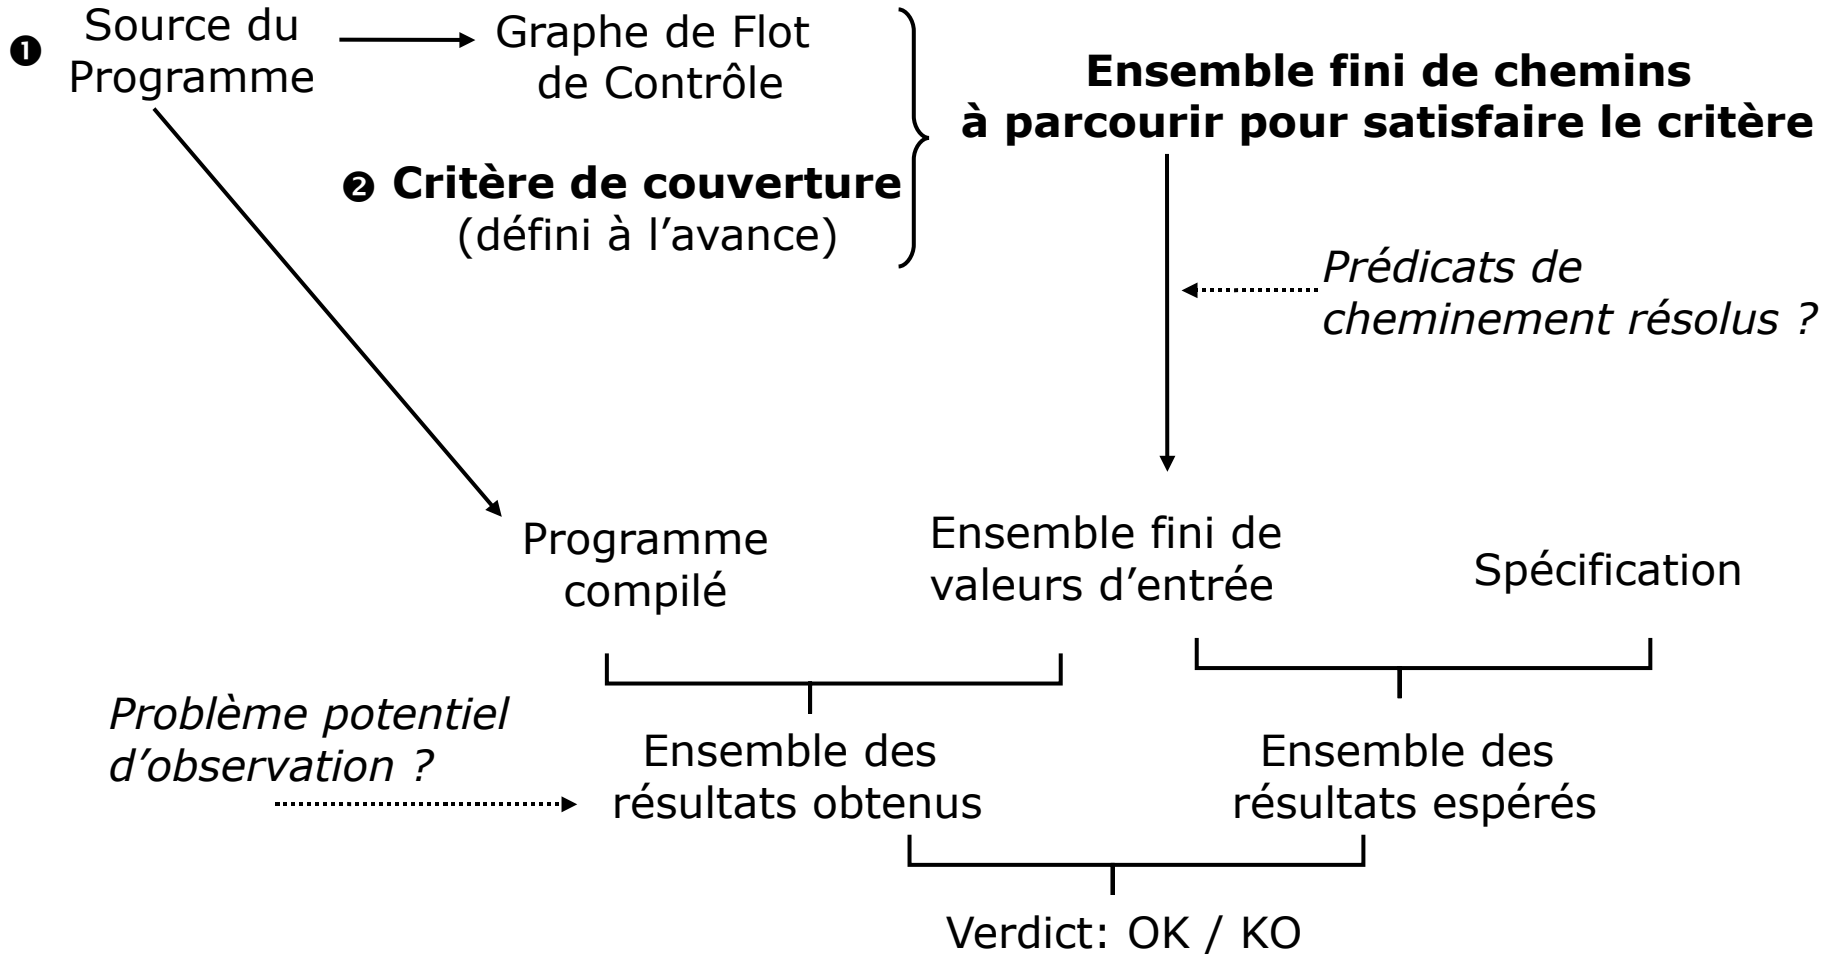 ❶ Source du
Programme
Graphe de Flot
de Contrôle
❷ Critère de couverture
(défini à l’avance)
Ensemble fini de chemins
à parcourir pour satisfaire le critère
Prédicats de
cheminement résolus ?
Programme
compilé
Ensemble fini de
valeurs d’entrée
Spécification
Problème potentiel
d’observation ?
Ensemble des
résultats obtenus
Ensemble des
résultats espérés
Verdict: OK / KO